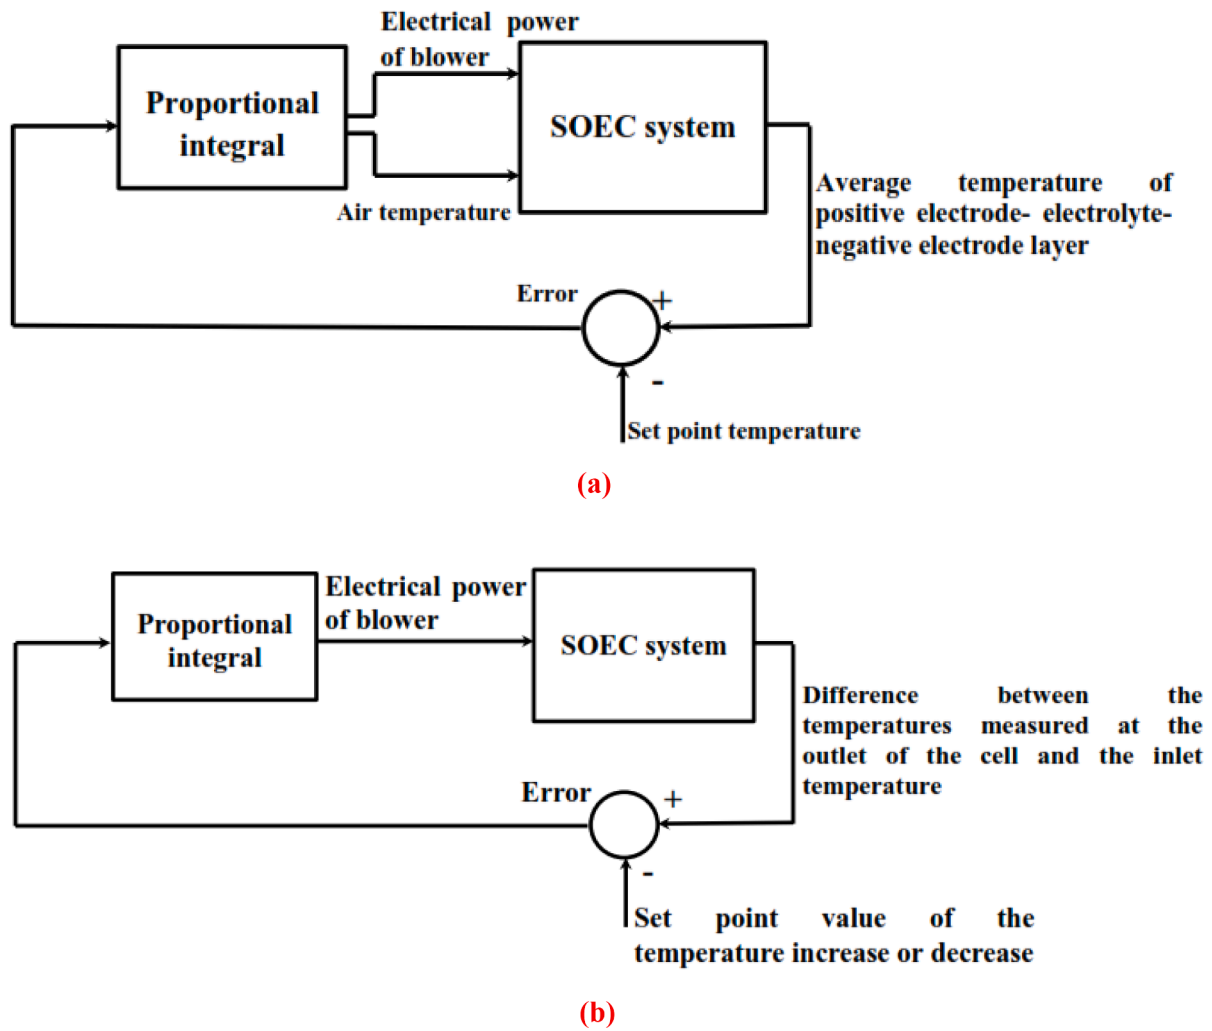 Electrical power
of blower
Proportional
integral
SOEC system
Air temperature
Average temperature of
positive electrode- electrolyte-
negative electrode layer
Error
+
-
Set point temperature
(a)
Electrical power
of blower
Proportional
integral
SOEC system
Difference between the
temperatures measured at the
outlet of the cell and the inlet
temperature
Error
+
-
Set point value of the
temperature increase or decrease
(b)